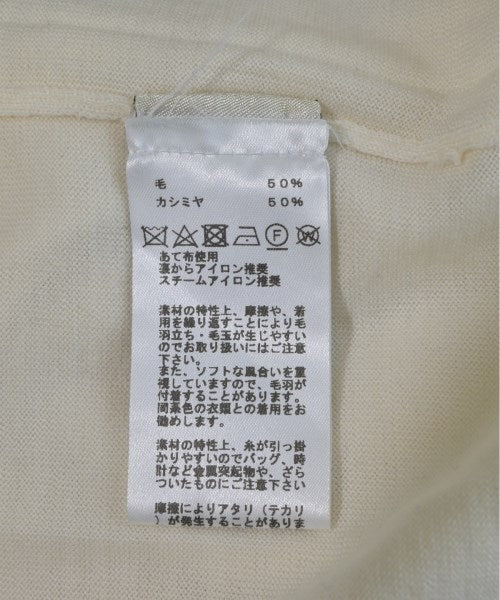 毛 50%
カシミヤ 50%
F W
あて布使用
裏からアイロン推奨
スチームアイロン推奨
素材の特性上、摩擦や、着
用を繰り返すことにより毛
羽立ち・毛玉が生じやすい
のでお取り扱いにはご注意
下さい。
また、ソフトな風合いを重
視していますので、毛羽が
付着することがあります。
同系色の衣類との着用をお
勧めします。
素材の特性上、糸が引っ掛
かりやすいのでバッグ、時
計など金属突起物や、ざら
ついたものにご注意下さい
摩擦によりアタリ（テカリ
）が発生することがありま